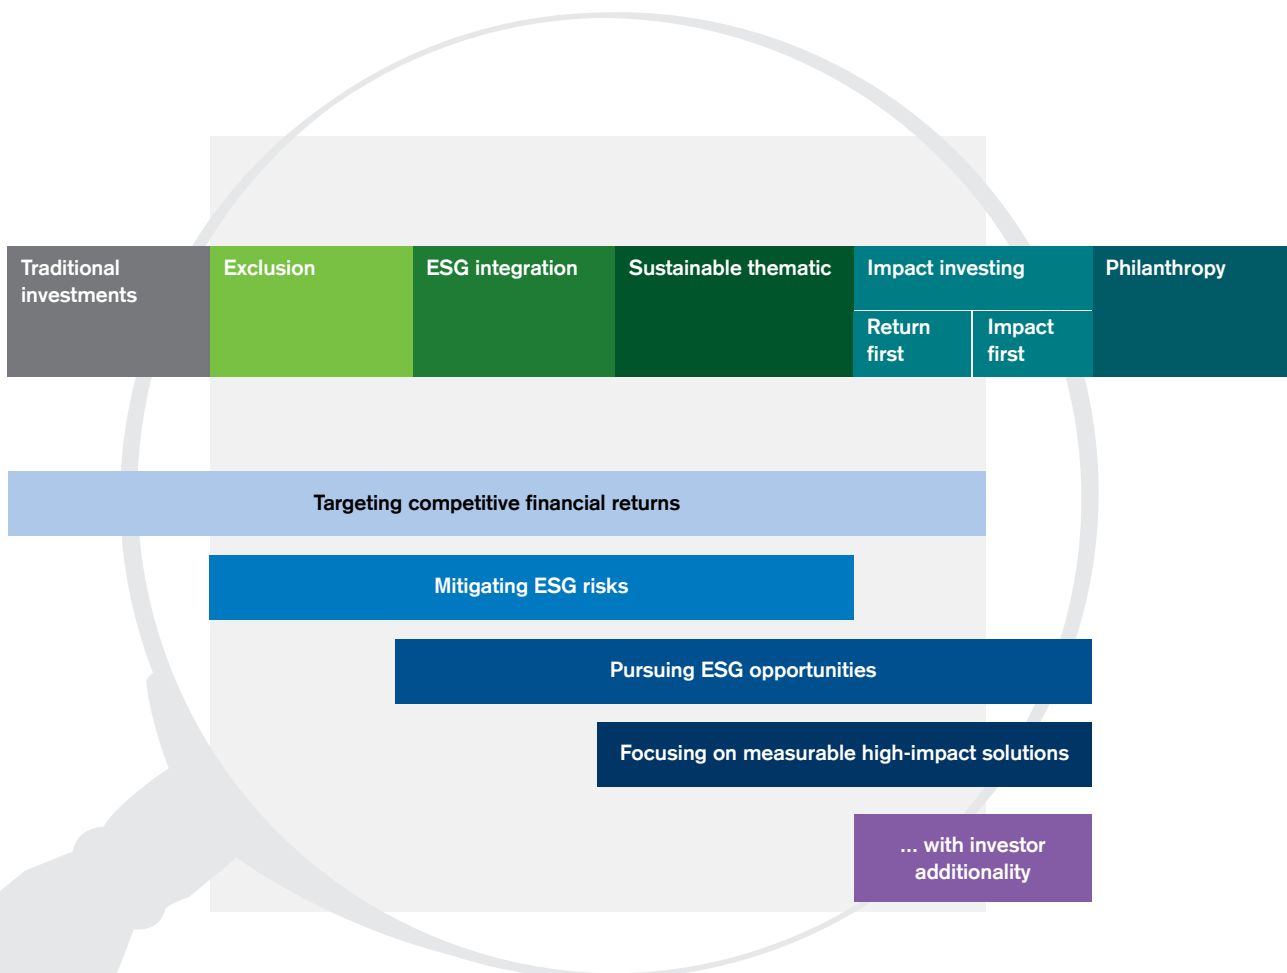 Traditional
investments
Exclusion
ESG integration
Sustainable thematic
Impact investing
Return
first
Impact
first
Philanthropy
Targeting competitive financial returns
Mitigating ESG risks
Pursuing ESG opportunities
Focusing on measurable high-impact solutions
... with investor
additionality